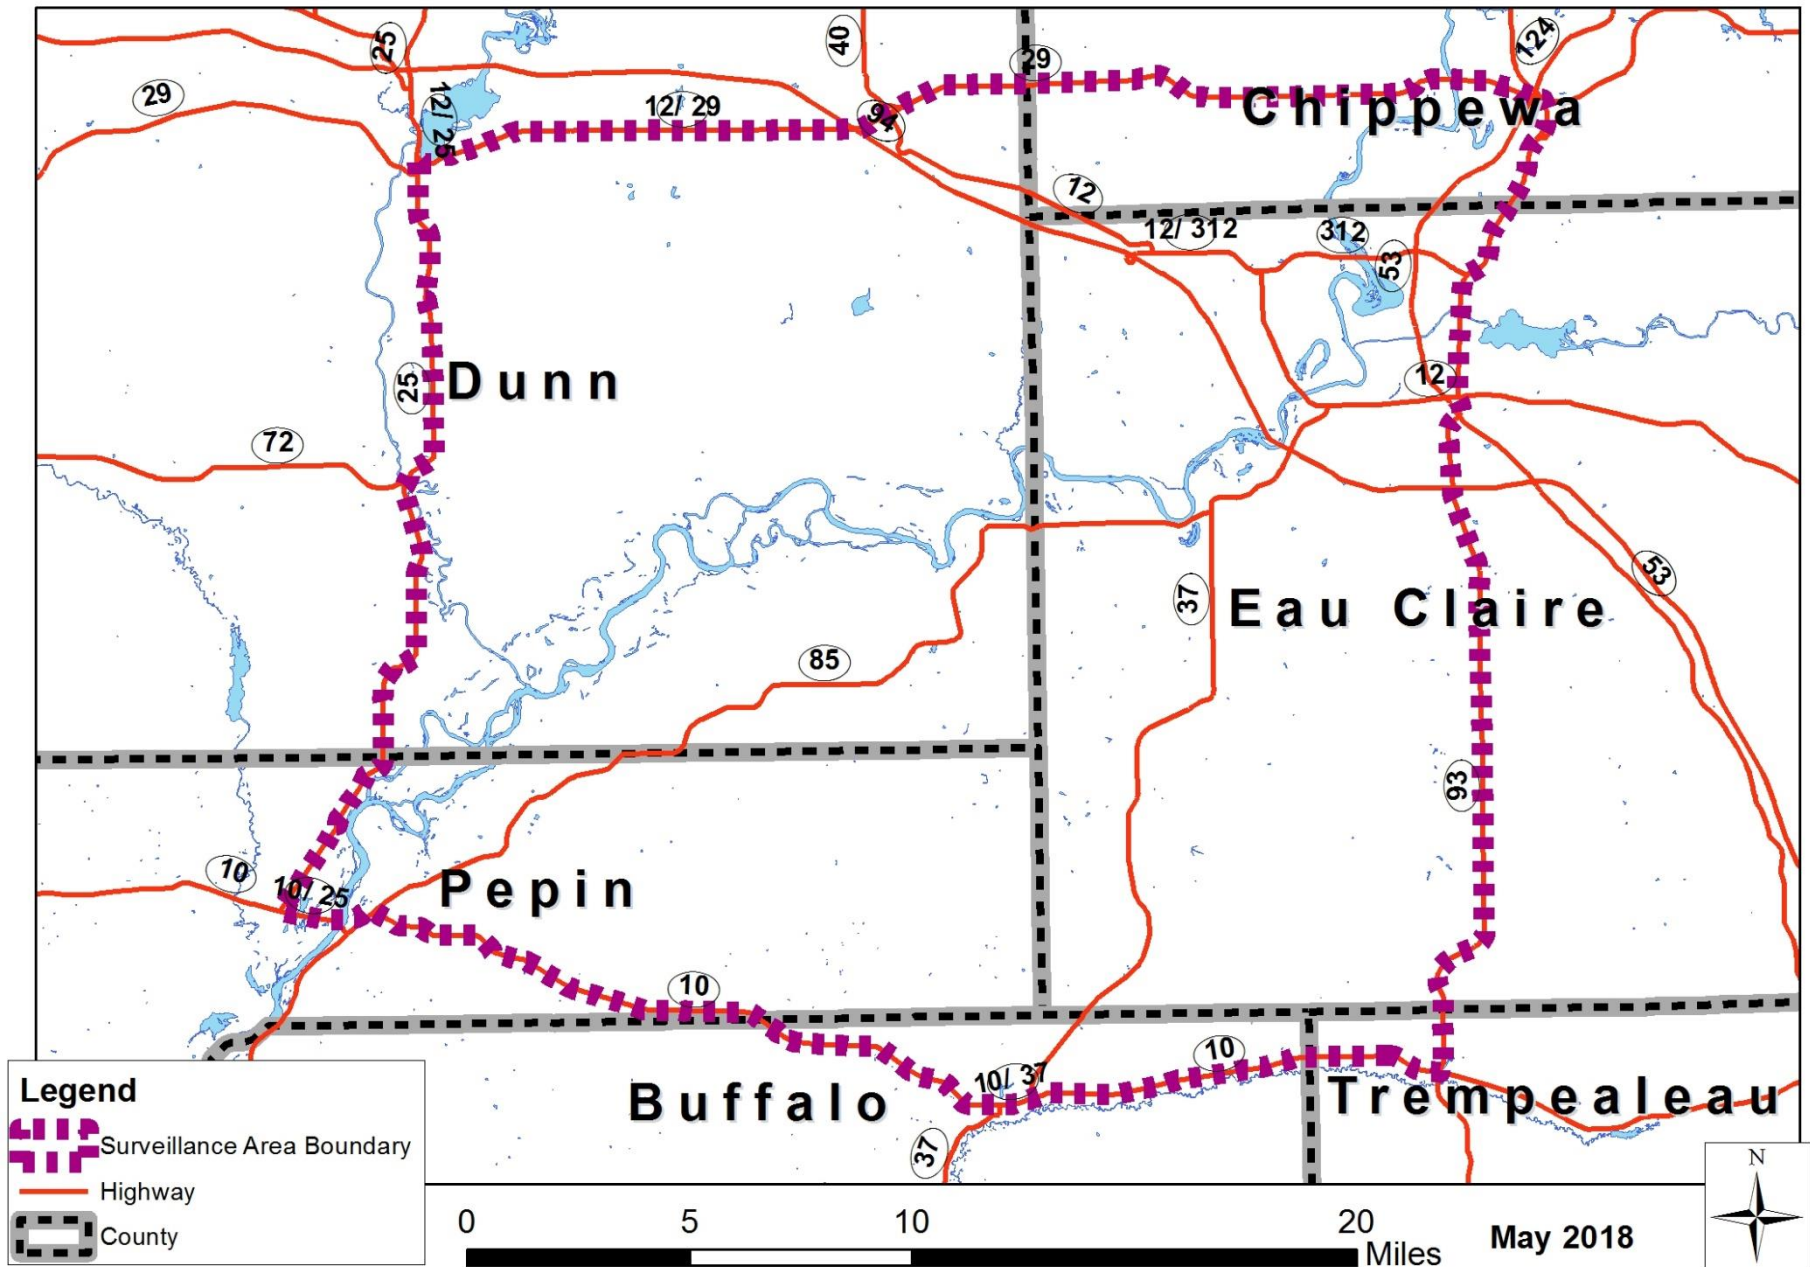 25
40
124
29
29
12/ 25
12/ 29
94
Chippewa
12
12/ 312
312
53
25
Dunn
12
72
37
Eau Claire
53
85
93
10
10/ 25
Pepin
10
10/ 37
10
Buffalo
Trempealeau
37
Legend
Surveillance Area Boundary
Highway
County
0
5
10
20
Miles
May 2018
N